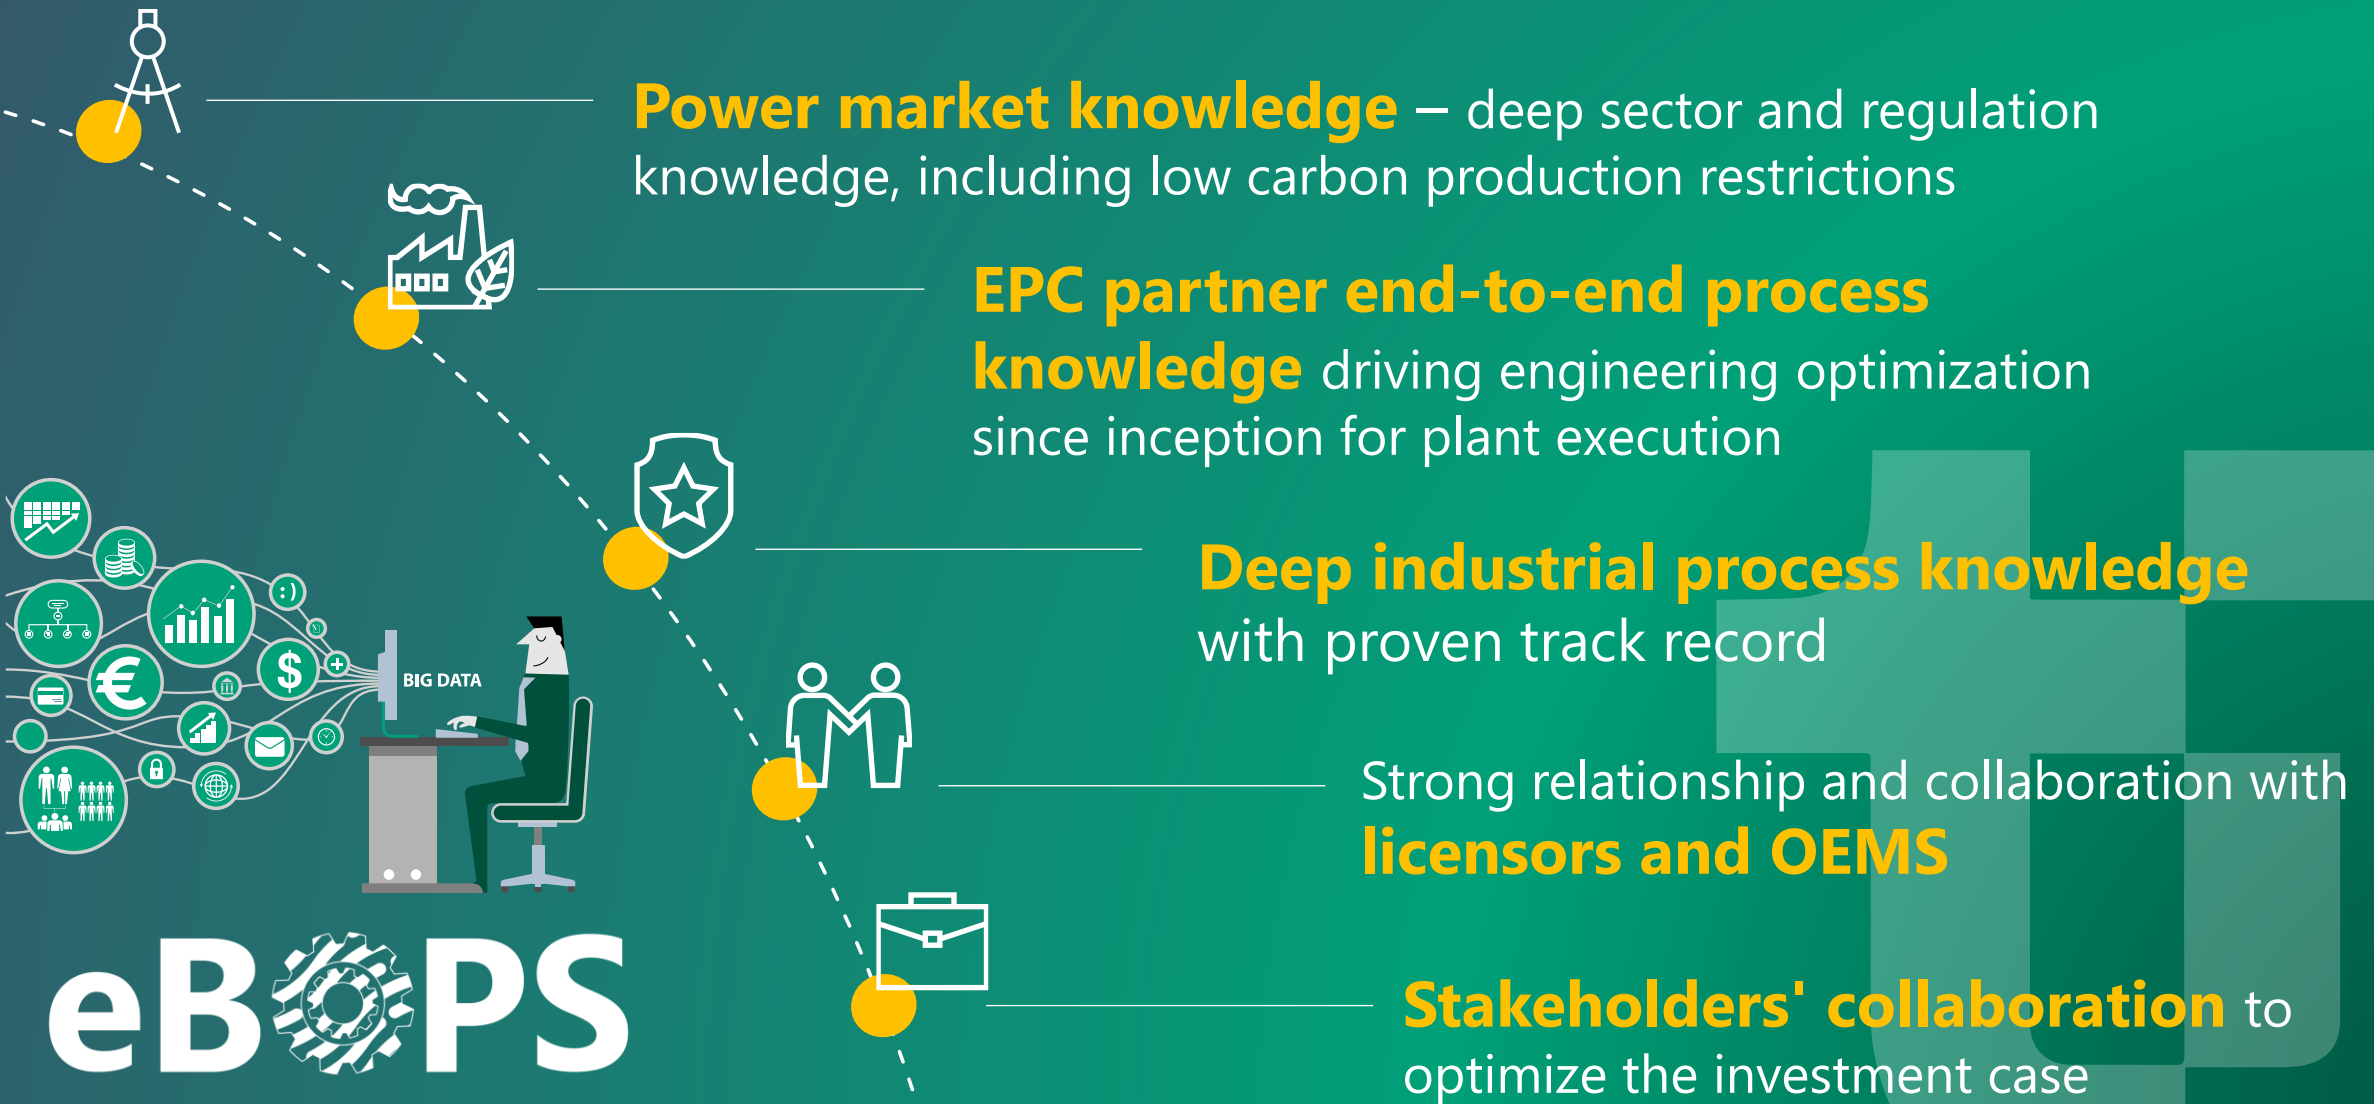 Power market knowledge – deep sector and regulation
knowledge, including low carbon production restrictions
EPC partner end-to-end process
knowledge driving engineering optimization
since inception for plant execution
Deep industrial process knowledge
with proven track record
:)
€
$
+
BIG DATA
Strong relationship and collaboration with
licensors and OEMS
eBOPS
Stakeholders' collaboration to
optimize the investment case